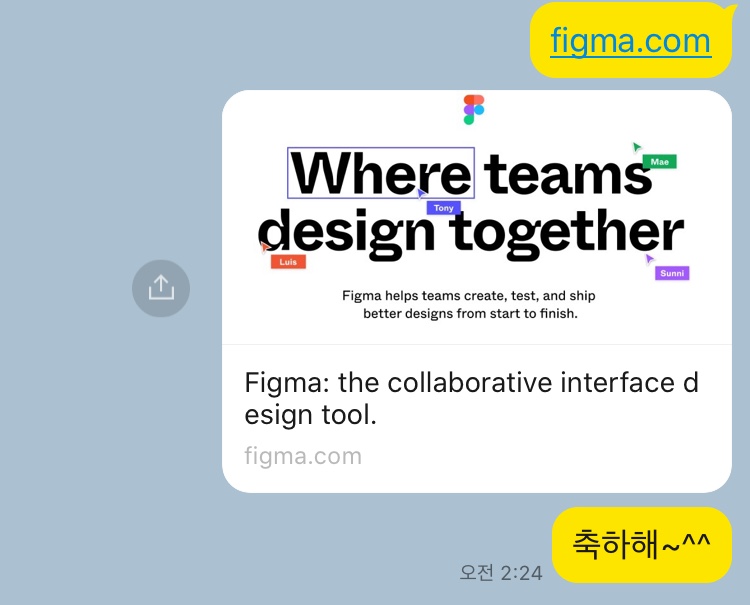 figma.com
Where teams
Mae
Tony
design together
Luis
Sunni
Figma helps teams create, test, and ship
better designs from start to finish.
Figma: the collaborative interface d
esign tool.
figma.com
축하해~^^
오전 2:24